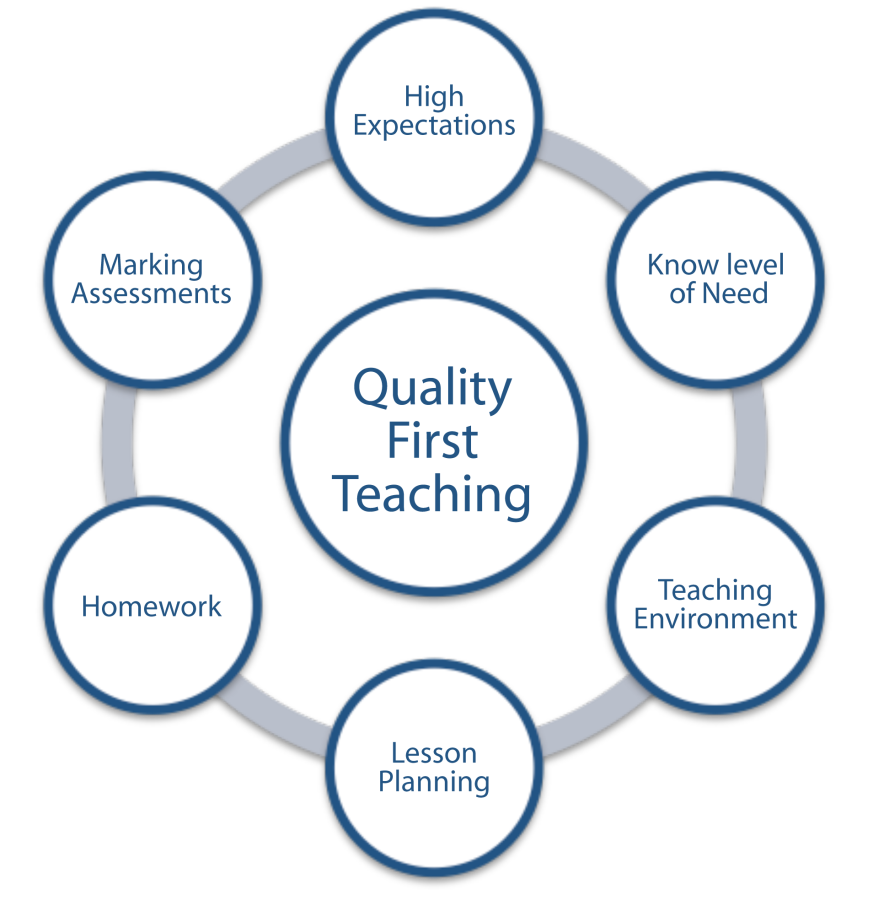 High
Expectations
Know level
of Need
Teaching
Environment
Lesson
Planning
Homework
Marking
Assessments
Quality
First
Teaching